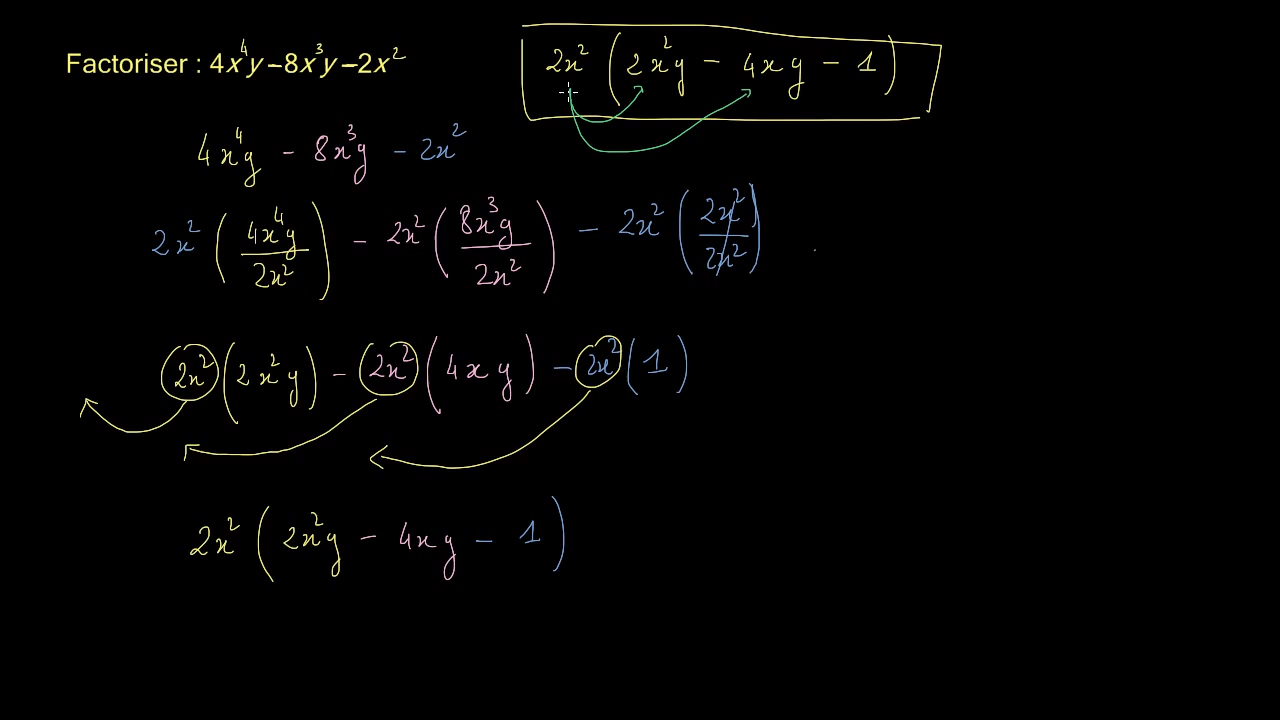 Factoriser : 4x⁴y – 8x³y – 2x²
2x² (2x²y – 4xy – 1)
4x⁴y – 8x³y – 2x²
2x² (4x⁴y / 2x²) – 2x² (8x³y / 2x²) – 2x² (2x² / 2x²)
2x² (2x²y) – 2x² (4xy) – 2x² (1)
2x² (2x²y – 4xy – 1)